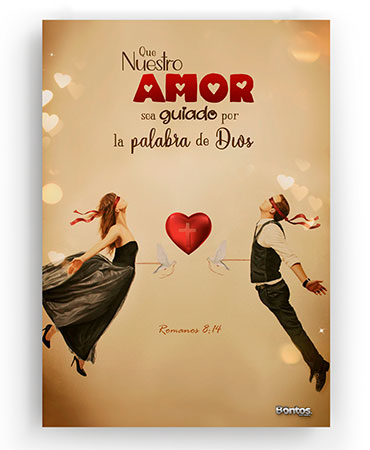 Que
Nuestro
AMOR
sea guiado por
la palabra de Dios
Romanos 8:14
Bontos